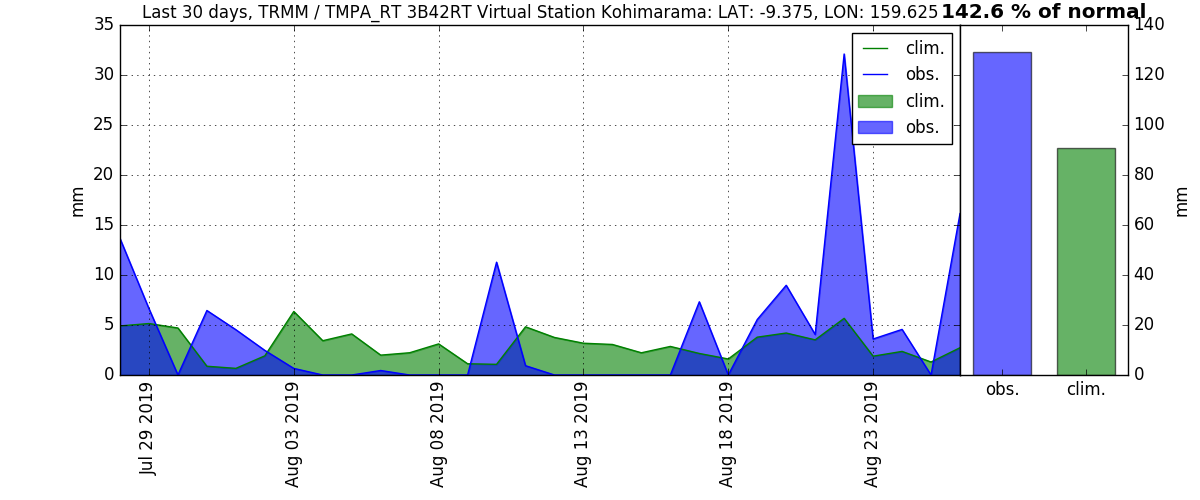 Last 30 days, TRMM / TMPA_RT 3B42RT Virtual Station Kohimarama: LAT: -9.375, LON: 159.625 142.6 % of normal
35
30
25
20
15
10
5
0
mm
clim.
obs.
clim.
obs.
Jul 29 2019
Aug 03 2019
Aug 08 2019
Aug 13 2019
Aug 18 2019
Aug 23 2019
140
120
100
80
60
40
20
0
mm
obs.
clim.